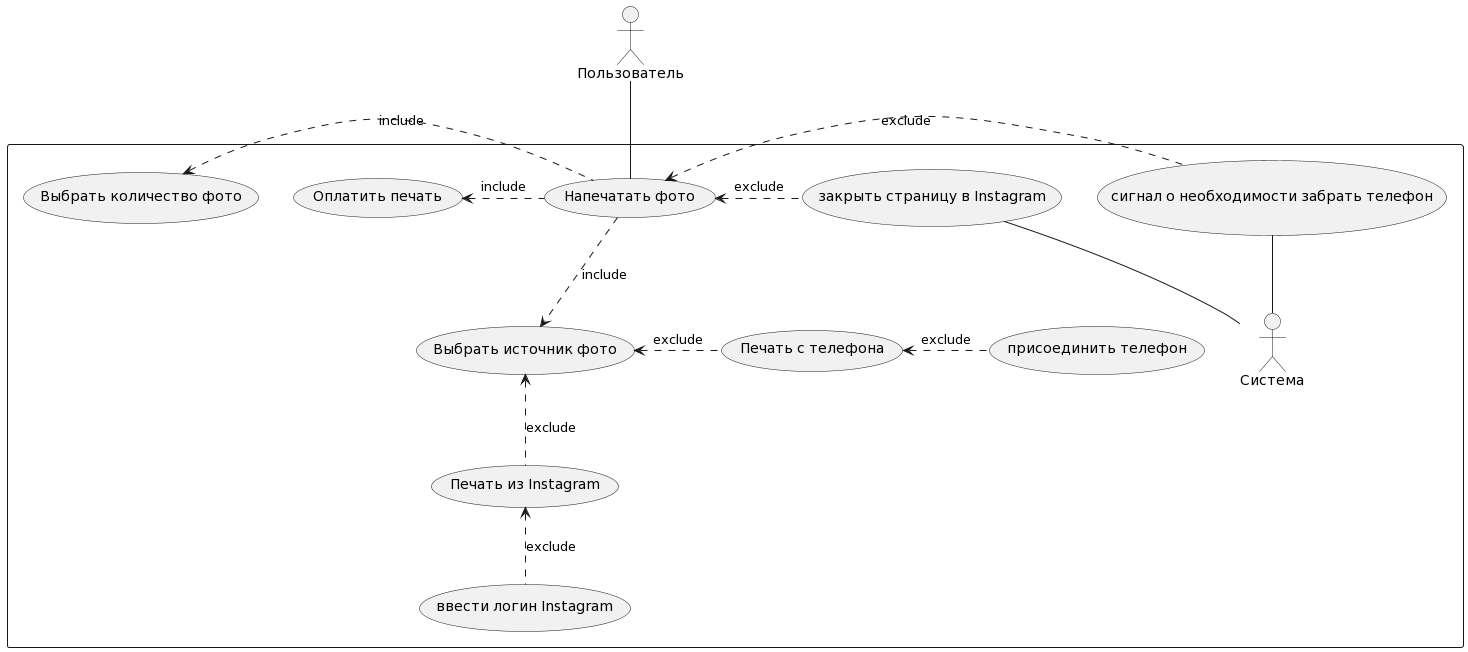 Пользователь
include
exclude
Выбрать количество фото
Оплатить печать
include
Напечатать фото
exclude
закрыть страницу в Instagram
сигнал о необходимости забрать телефон
include
Выбрать источник фото
exclude
Печать с телефона
exclude
присоединить телефон
Система
exclude
Печать из Instagram
exclude
ввести логин Instagram